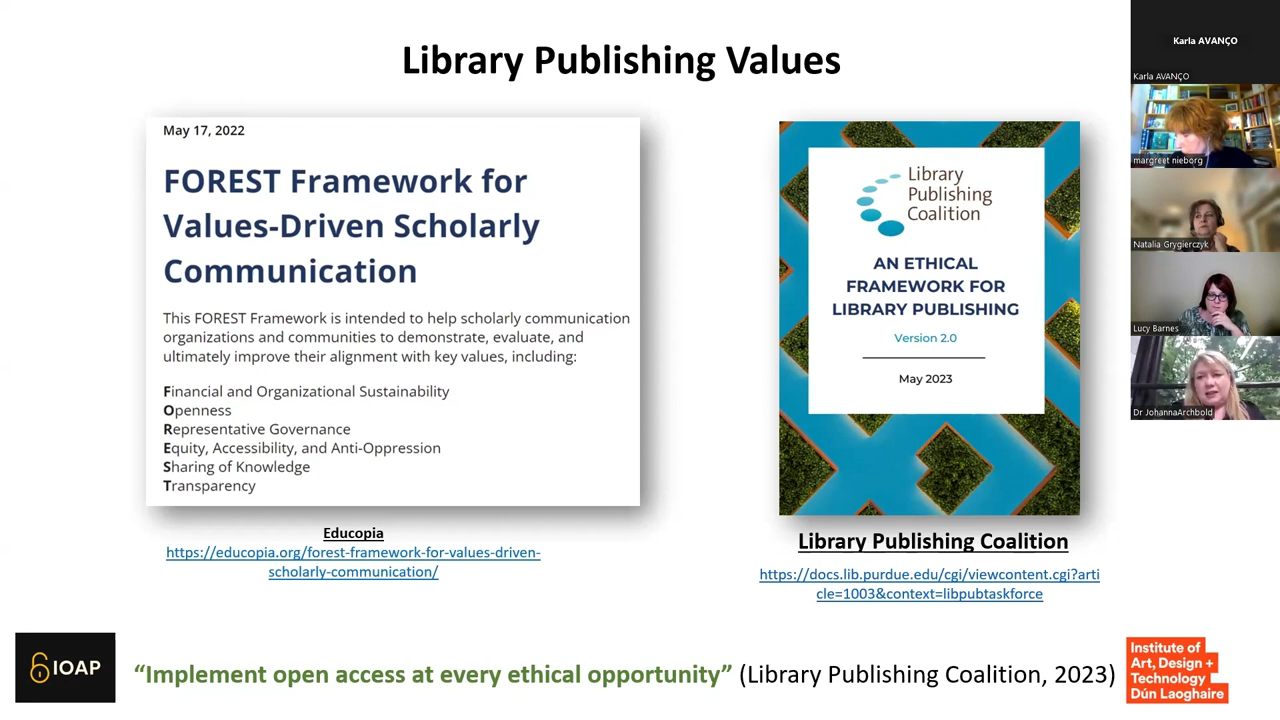 Library Publishing Values
May 17, 2022
FOREST Framework for
Values-Driven Scholarly
Communication
This FOREST Framework is intended to help scholarly communication
organizations and communities to demonstrate, evaluate, and
ultimately improve their alignment with key values, including:
Financial and Organizational Sustainability
Openness
Representative Governance
Equity, Accessibility, and Anti-Oppression
Sharing of Knowledge
Transparency
Educopia
https://educopia.org/forest-framework-for-values-driven-
scholarly-communication/
Library
Publishing
Coalition
AN ETHICAL
FRAMEWORK FOR
LIBRARY PUBLISHING
Version 2.0
May 2023
Library Publishing Coalition
https://docs.lib.purdue.edu/cgi/viewcontent.cgi?arti
cle=1003&context=libpubtaskforce
IOAP
“Implement open access at every ethical opportunity” (Library Publishing Coalition, 2023)
Institute of
Art, Design +
Technology
Dún Laoghaire
Karla AVANÇO
Karla AVANÇO
margreet nieborg
Natalia Grygierczyk
Lucy Barnes
Dr JohannaArchbold